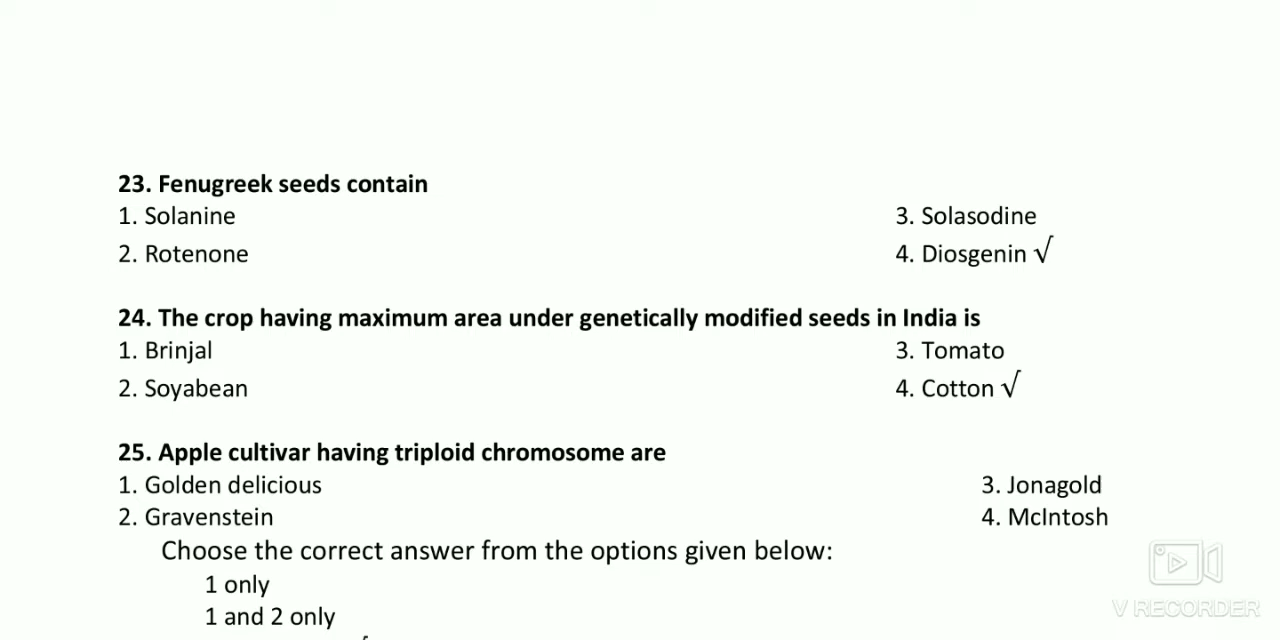 23. Fenugreek seeds contain
1. Solanine 3. Solasodine
2. Rotenone 4. Diosgenin √
24. The crop having maximum area under genetically modified seeds in India is
1. Brinjal 3. Tomato
2. Soyabean 4. Cotton √
25. Apple cultivar having triploid chromosome are
1. Golden delicious 3. Jonagold
2. Gravenstein 4. McIntosh
Choose the correct answer from the options given below:
1 only
1 and 2 only
V RECORDER